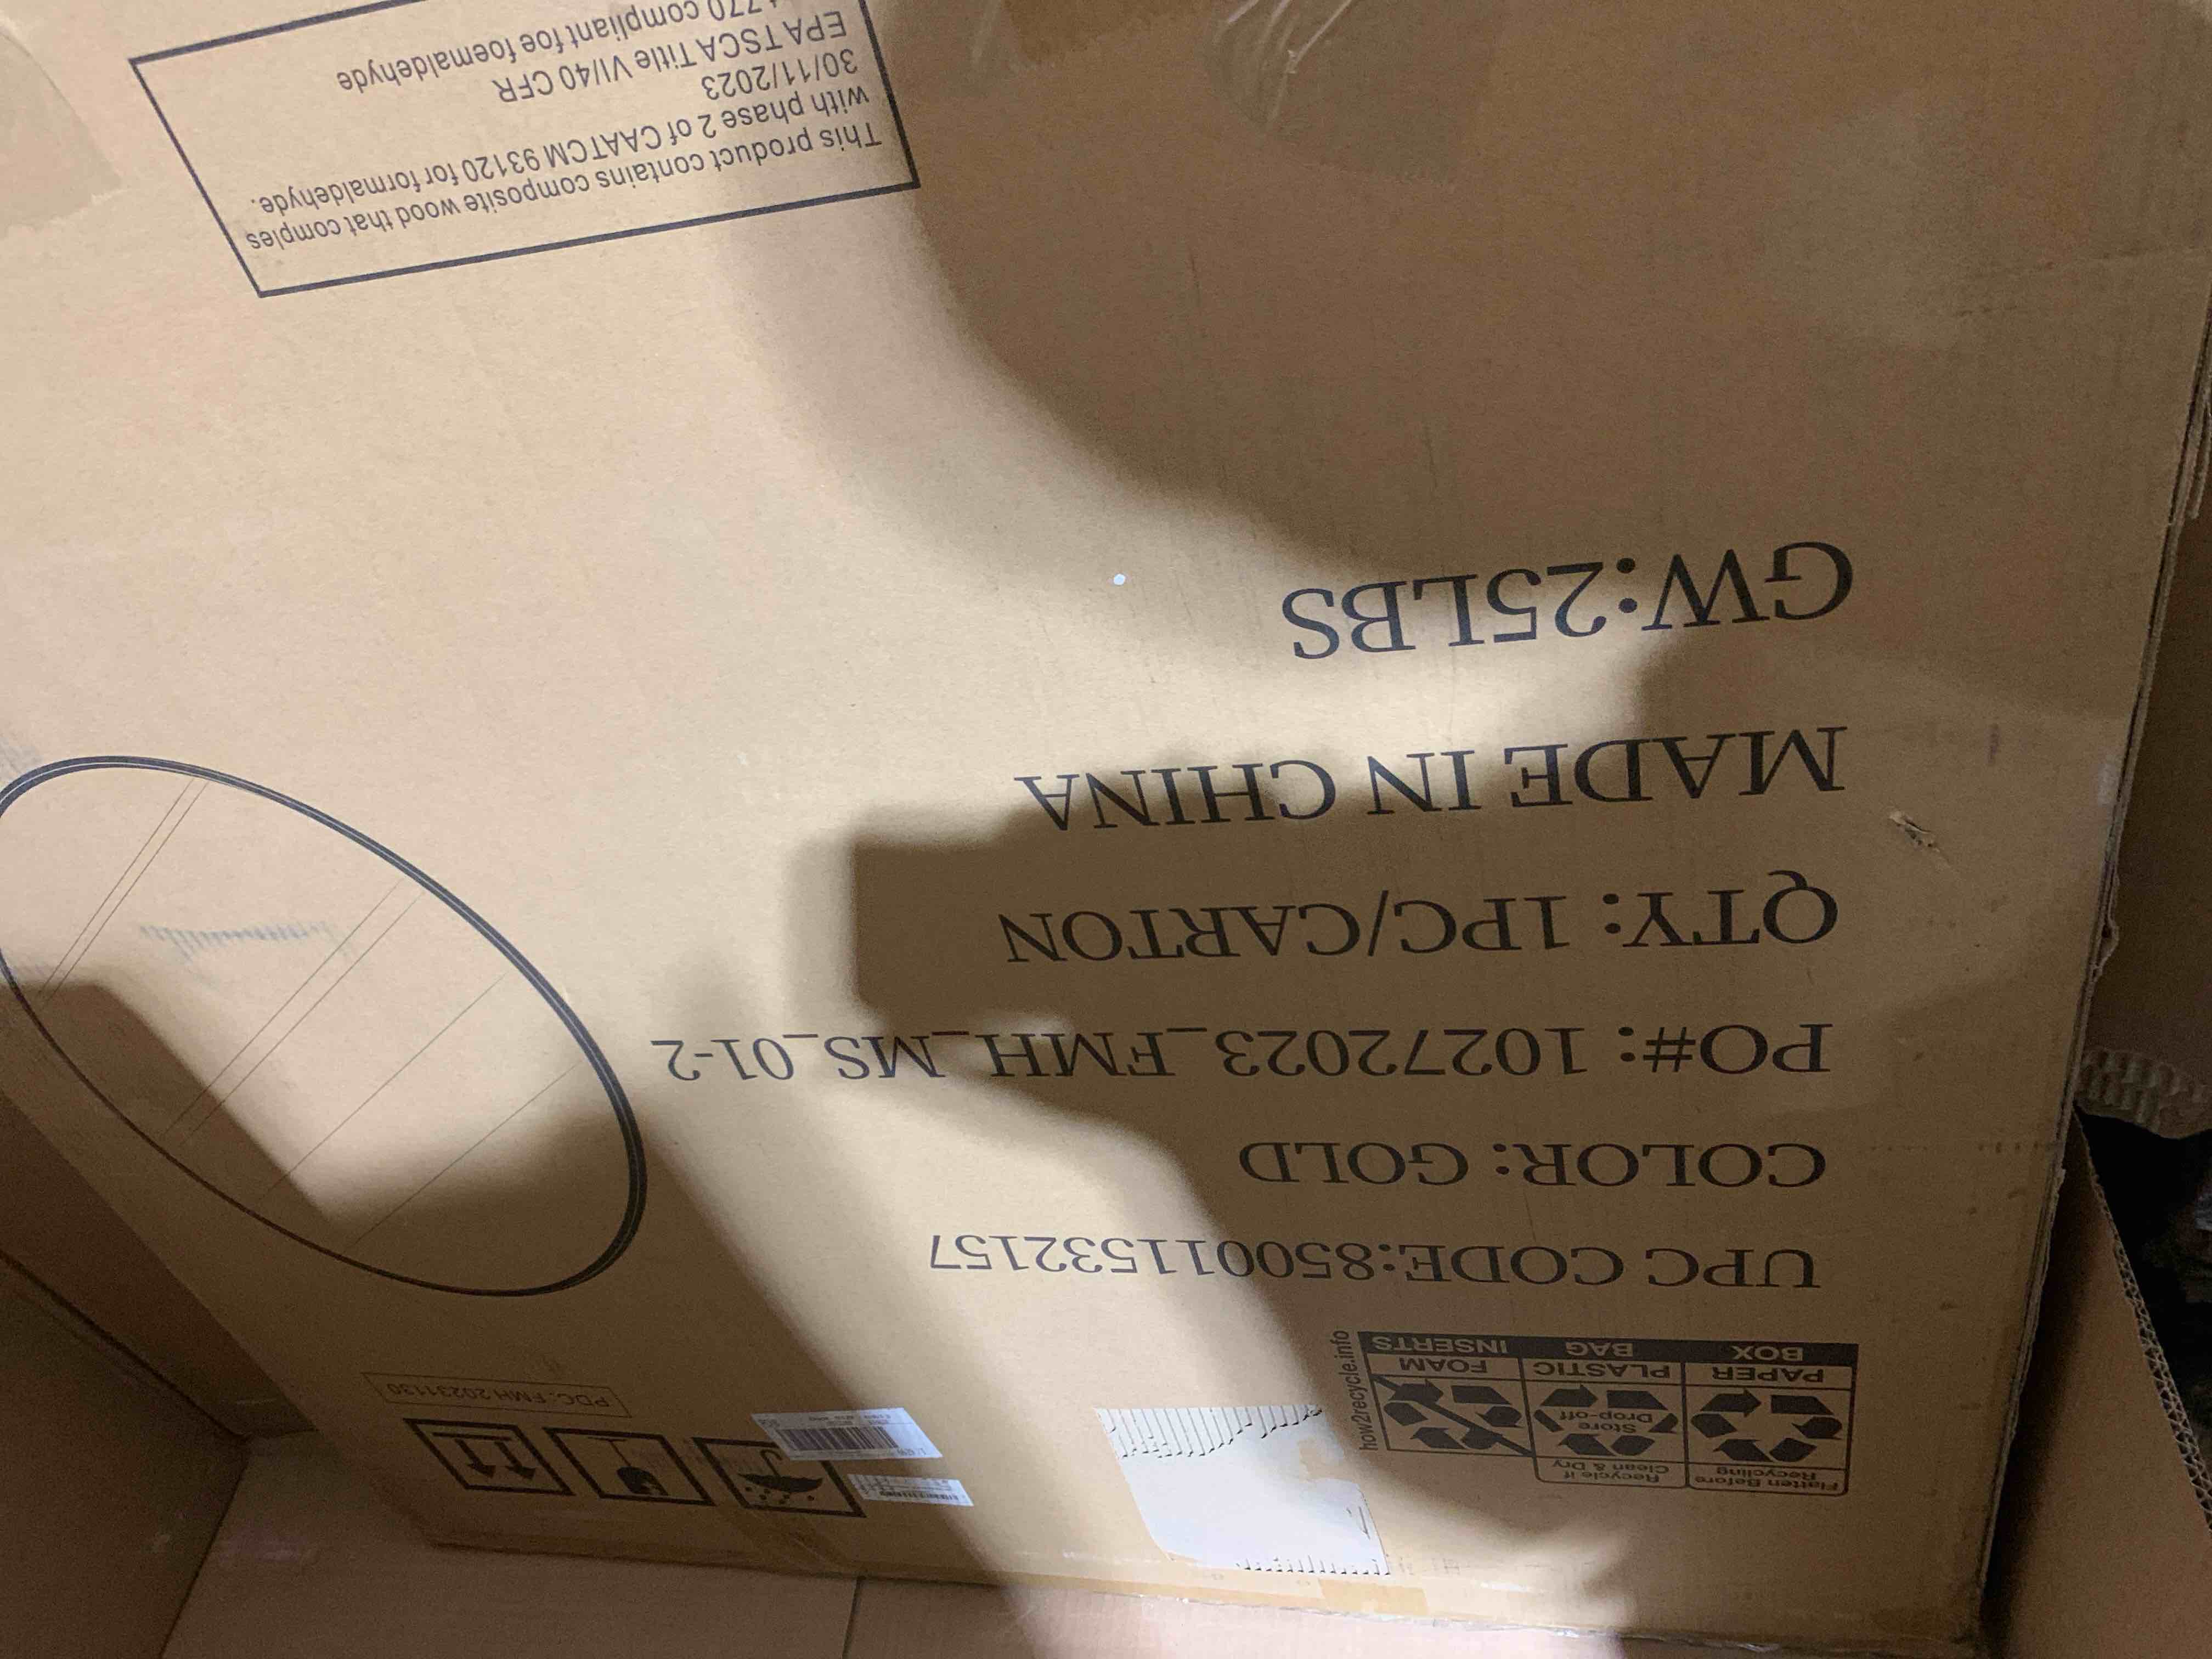 Flatten Before
Recycling
PAPER
BOX
Recycle if
Clean & Dry
Store
Drop-off
PLASTIC
BAG
FOAM
INSERTS
how2recycle.info
UPC CODE:850011532157
COLOR: GOLD
PO#: 10272023_FMH_MS_01-2
QTY: 1PC/CARTON
MADE IN CHINA
GW:25LBS
PDC: FMH 20231130
This product contains composite wood that comples
with phase 2 of CAATCM 93120 for formaldehyde.
30/11/2023
EPA TSCA Title VI/40 CFR
770 compliant foe foemaldehyde